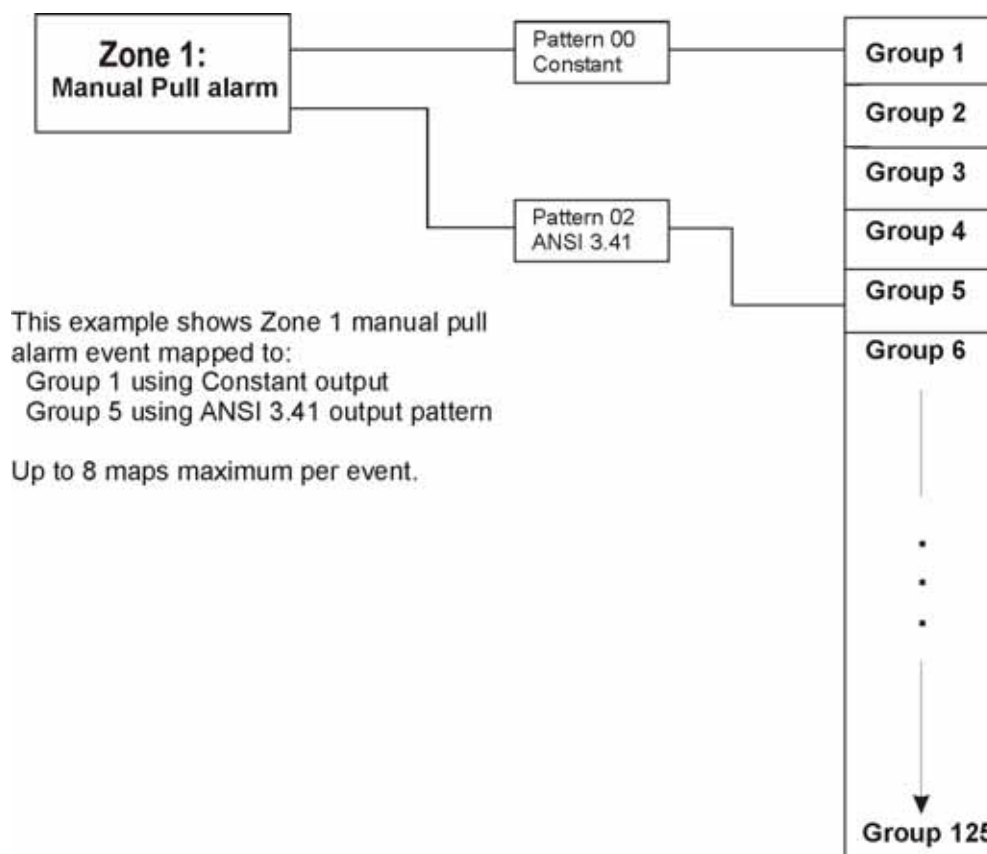 Zone 1:
Manual Pull alarm
Pattern 00
Constant
Pattern 02
ANSI 3.41
Group 1
Group 2
Group 3
Group 4
Group 5
Group 6
Group 125
This example shows Zone 1 manual pull
alarm event mapped to:
Group 1 using Constant output
Group 5 using ANSI 3.41 output pattern
Up to 8 maps maximum per event.